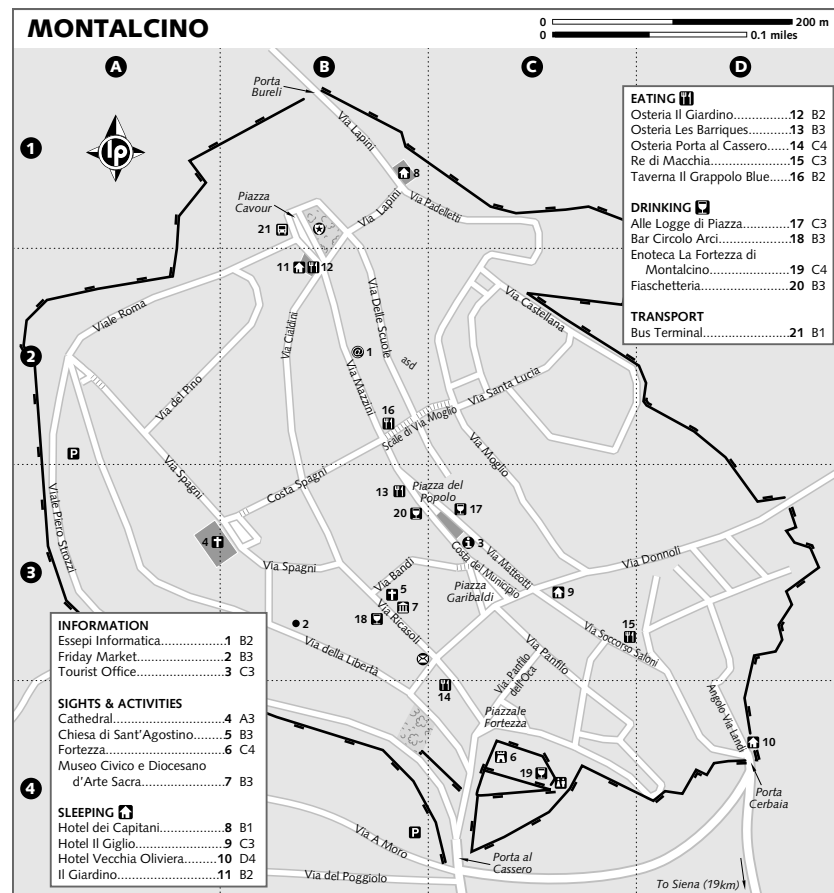 MONTALCINO
0 200 m
0 0.1 miles
A B C D
1
2
3
4
lp
Porta
Bureli
Via Lapini
8
Via Lapini
Via Padelletti
Piazza
Cavour
21
11 12
Viale Roma
Via Cialdini
Via Delle Scuole
Via Castellana
@ 1
asd
Via Mazzini
Via del Pino
16
Scale di Via Moglio
Via Santa Lucia
Via Moglio
P
Via Spagni
Costa Spagni
Viale Piero Strozzi
13
Piazza del
Popolo
17
20
i 3
4
Costa del Municipio
Via Matteotti
Via Donnoli
Via Spagni
Via Bandi
Piazza
Garibaldi
9
5
7
18
Via Ricasoli
2
Via della Libertà
15
Via Soccorso Saloni
Via Panfilo
Via Panfilo
dell'Oca
14
Piazzale
Fortezza
Angolo Via Landi
10
6
19
Porta
Cerbaia
P
Via A Moro
Porta al
Cassero
Via del Poggiolo
To Siena (19km)
EATING
Osteria Il Giardino.............12 B2
Osteria Les Barriques..........13 B3
Osteria Porta al Cassero......14 C4
Re di Macchia....................15 C3
Taverna Il Grappolo Blue.....16 B2
DRINKING
Alle Logge di Piazza...........17 C3
Bar Circolo Arci.................18 B3
Enoteca La Fortezza di
Montalcino.....................19 C4
Fiaschetteria......................20 B3
TRANSPORT
Bus Terminal.....................21 B1
INFORMATION
Essepi Informatica................1 B2
Friday Market......................2 B3
Tourist Office.......................3 C3
SIGHTS & ACTIVITIES
Cathedral............................4 A3
Chiesa di Sant'Agostino........5 B3
Fortezza..............................6 C4
Museo Civico e Diocesano
d'Arte Sacra.....................7 B3
SLEEPING
Hotel dei Capitani................8 B1
Hotel Il Giglio......................9 C3
Hotel Vecchia Oliviera........10 D4
Il Giardino.........................11 B2